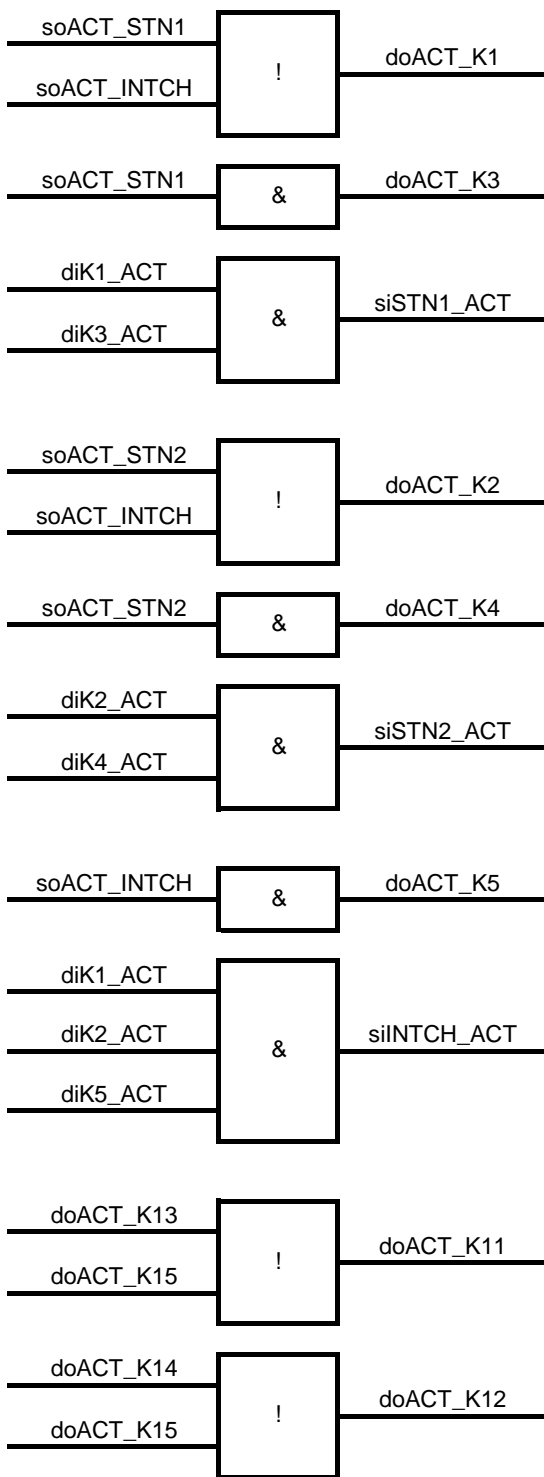 soACT_STN1
soACT_INTCH
!
doACT_K1
soACT_STN1
&
doACT_K3
diK1_ACT
diK3_ACT
&
siSTN1_ACT
soACT_STN2
soACT_INTCH
!
doACT_K2
soACT_STN2
&
doACT_K4
diK2_ACT
diK4_ACT
&
siSTN2_ACT
soACT_INTCH
&
doACT_K5
diK1_ACT
diK2_ACT
diK5_ACT
&
siINTCH_ACT
doACT_K13
doACT_K15
!
doACT_K11
doACT_K14
doACT_K15
!
doACT_K12